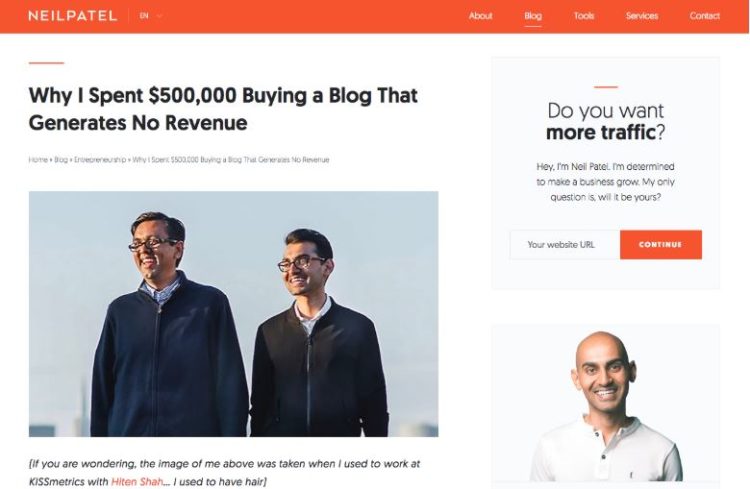 NEILPATEL
EN
About
Blog
Tools
Services
Contact
Why I Spent $500,000 Buying a Blog That
Generates No Revenue
Home » Blog » Entrepreneurship » Why I Spent $500,000 Buying a Blog That Generates No Revenue
[If you are wondering, the image of me above was taken when I used to work at
KISSmetrics with Hiten Shah... I used to have hair]
Do you want
more traffic?
Hey, I'm Neil Patel. I'm determined
to make a business grow. My only
question is, will it be yours?
Your website URL
CONTINUE